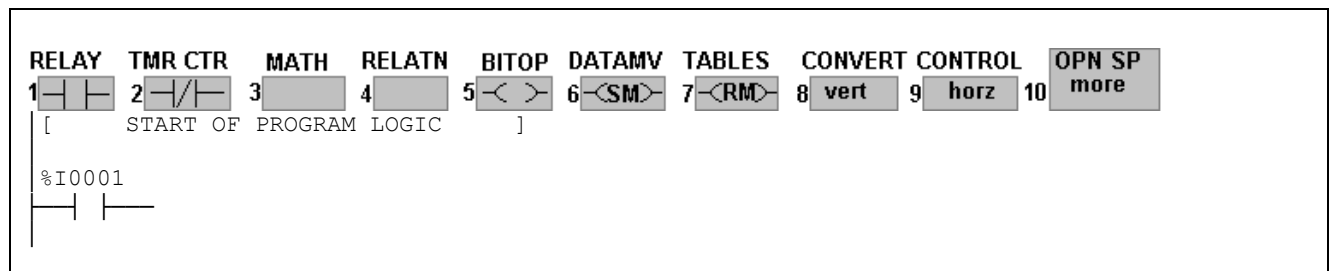 RELAY TMR CTR MATH RELATN BITOP DATAMV TABLES CONVERT CONTROL OPN SP
1 2 3 4 5 6 SM 7 RM 8 vert 9 horz 10 more
[ START OF PROGRAM LOGIC ]
%I0001